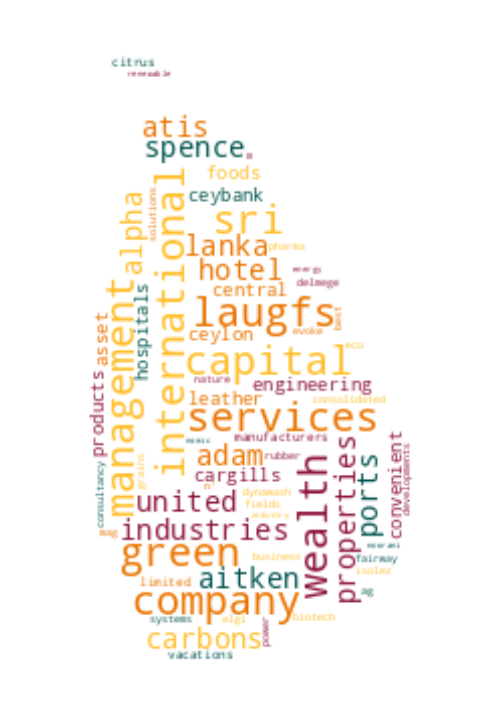 citrus
renewable
atis
spence
foods
solutions
ceybank
international
alpha
sri
lanka
pharma
hotel
energy
delmege
central
hospitals
management
laugfs
best
evoke
ceylon
asset
eco
capital
nature
engineering
products
leather
consolidated
services
manufacturers
convenient
developments
adam
rubber
properties
ports
wealth
cargills
grains
consultancy
n'
dynawash
united
fields
industry
industries
mag
green
business
fairway
isolez
aitken
limited
ag
company
systems
elgi
biotech
power
carbons
vacations